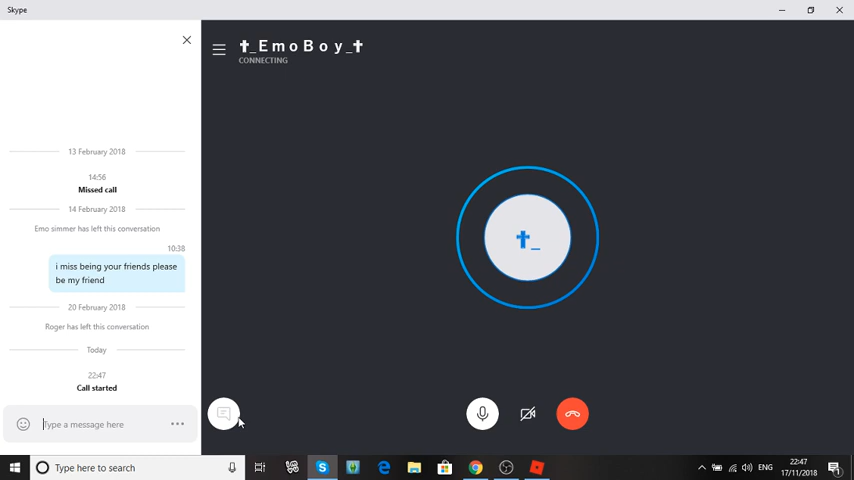 Skype
✝_EmoBoy_✝
CONNECTING
13 February 2018
14:56
Missed call
14 February 2018
Emo simmer has left this conversation
10:38
i miss being your friends please
be my friend
20 February 2018
Roger has left this conversation
Today
22:47
Call started
✝_
Type a message here
Type here to search
ENG
22:47
17/11/2018
1